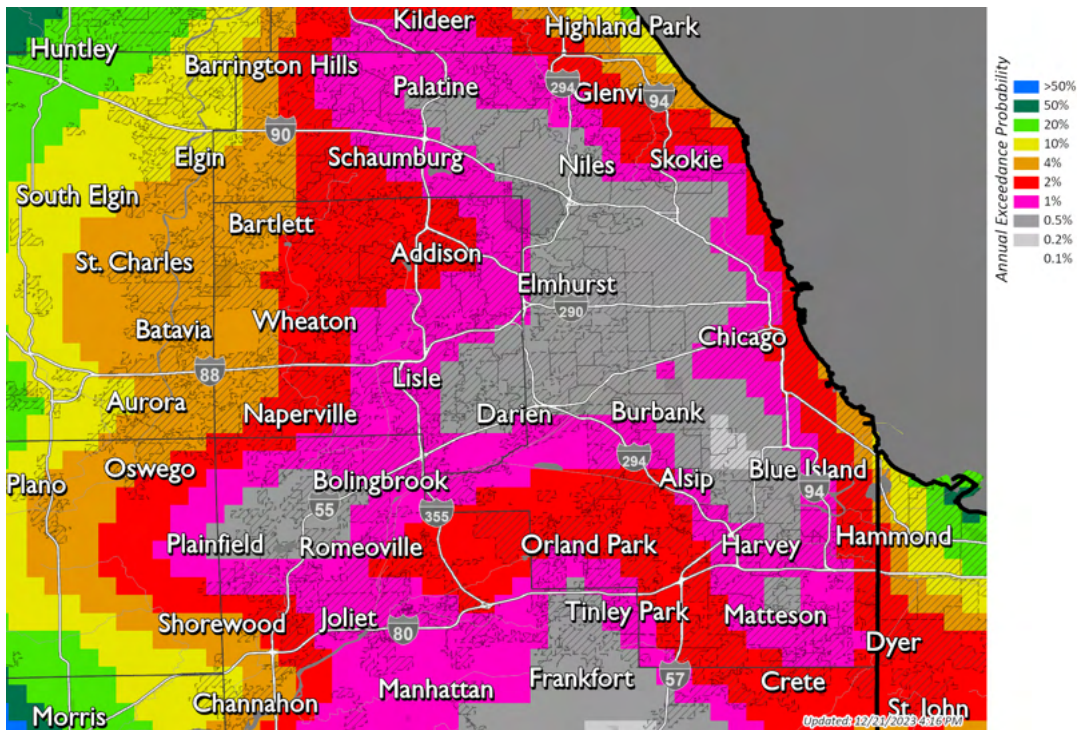 Kildeer
Highland Park
Huntley
Barrington Hills
Palatine
294
Glenvi
94
90
Elgin
Schaumburg
Niles
Skokie
South Elgin
Bartlett
Addison
St. Charles
Elmhurst
290
Batavia
Wheaton
Chicago
88
Lisle
Aurora
Naperville
Darien
Burbank
Oswego
294
Plano
Bolingbrook
Alsip
Blue Island
94
55
355
Plainfield
Romeoville
Orland Park
Harvey
Hammond
Shorewood
Joliet
80
Tinley Park
Matteson
Dyer
Manhattan
Frankfort
57
Crete
Channahon
Morris
St. John
Updated: 12/21/2023 4:16 PM
Annual Exceedance Probability
>50%
50%
20%
10%
4%
2%
1%
0.5%
0.2%
0.1%